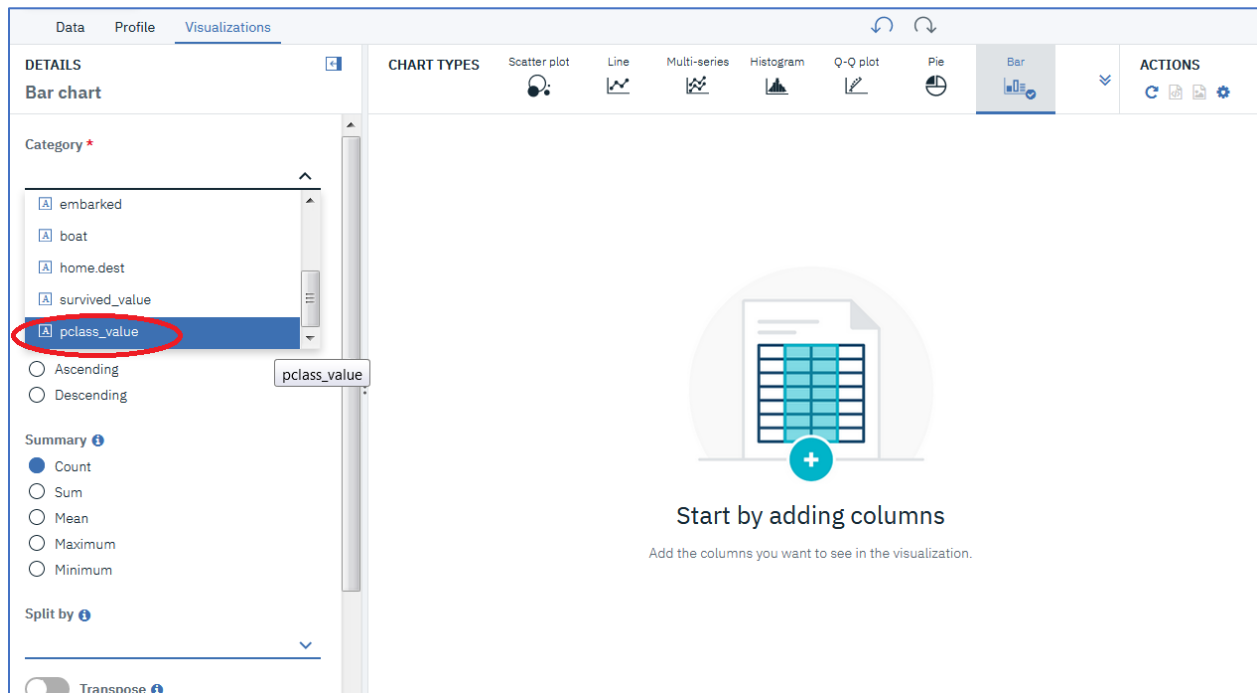 Data Profile Visualizations
DETAILS
Bar chart
CHART TYPES
Scatter plot Line Multi-series Histogram Q-Q plot Pie Bar
ACTIONS
Category *
A embarked
A boat
A home.dest
A survived_value
A pclass_value
pclass_value
Ascending
Descending
Summary
Count
Sum
Mean
Maximum
Minimum
Split by
Transpose
Start by adding columns
Add the columns you want to see in the visualization.